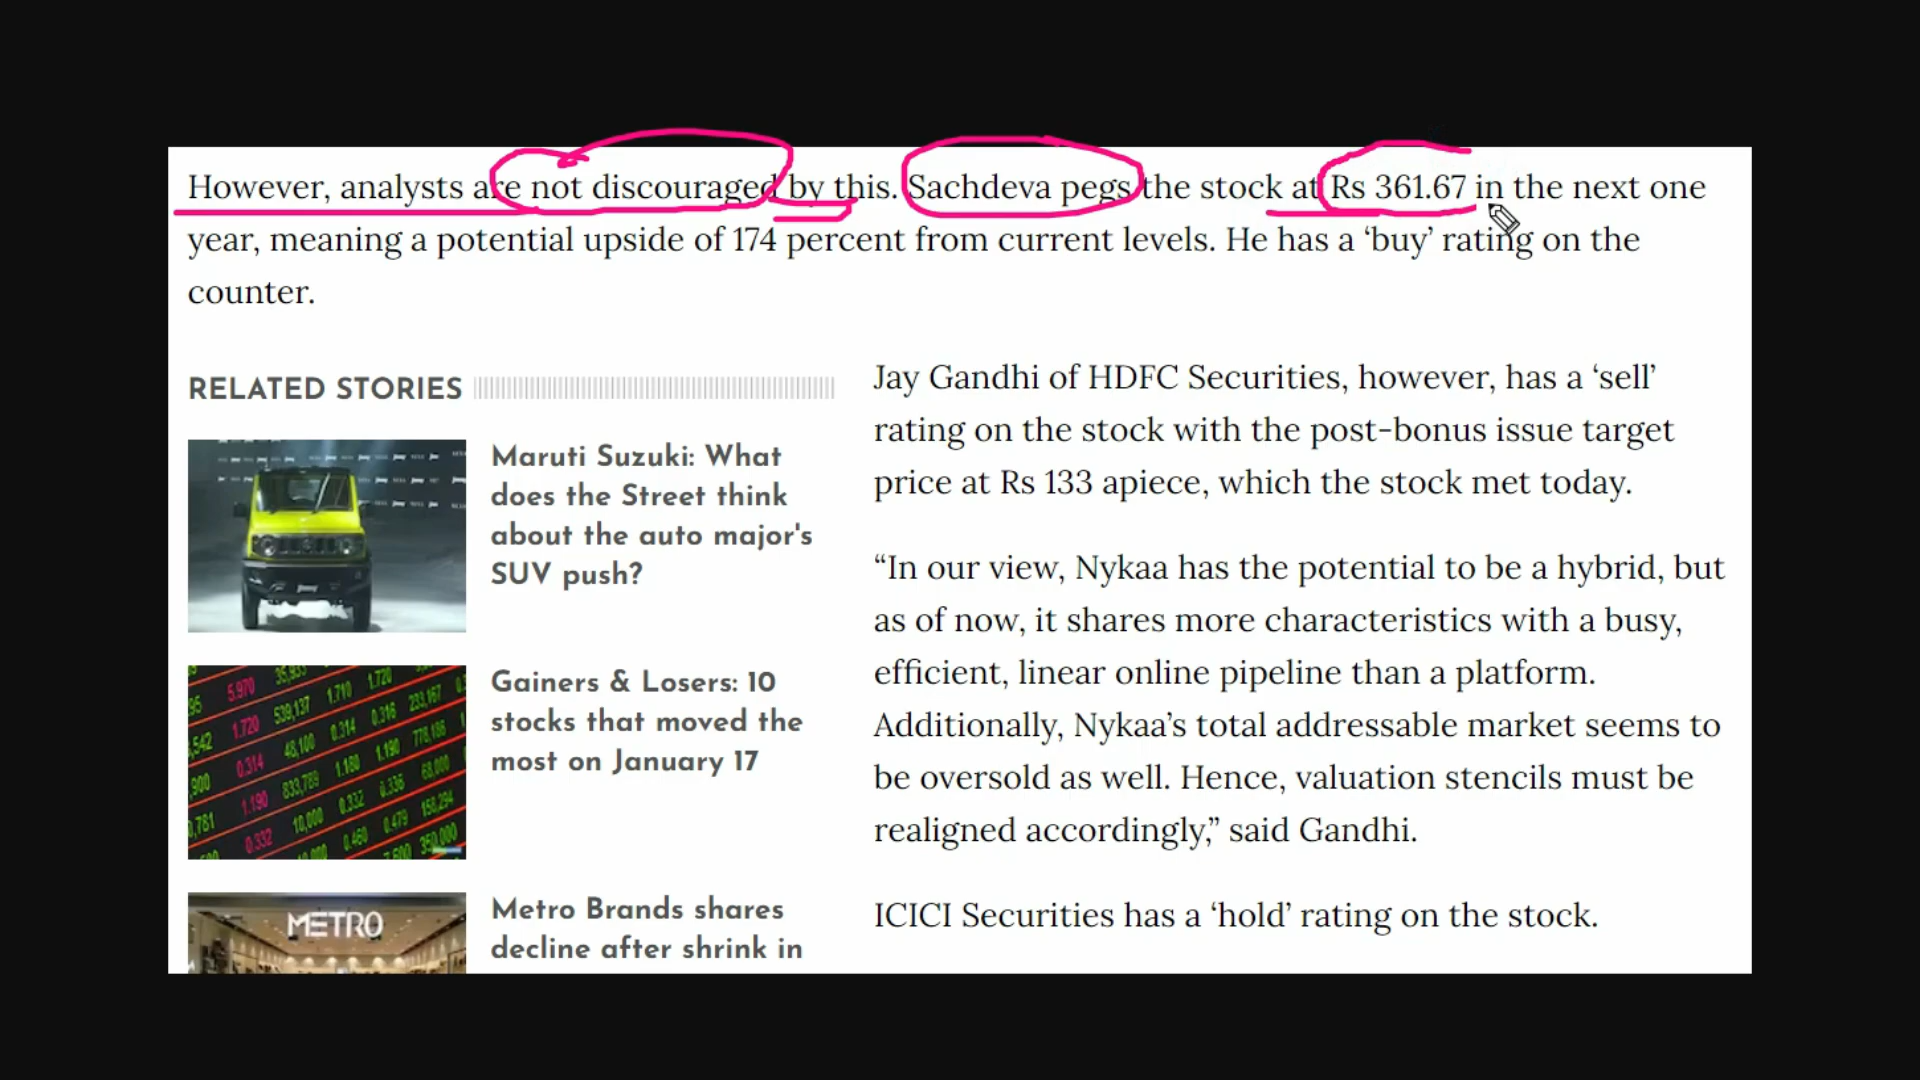 However, analysts are not discouraged by this. Sachdeva pegs the stock at Rs 361.67 in the next one
year, meaning a potential upside of 174 percent from current levels. He has a ‘buy’ rating on the
counter.
RELATED STORIES
Maruti Suzuki: What
does the Street think
about the auto major's
SUV push?
Gainers & Losers: 10
stocks that moved the
most on January 17
METRO
Metro Brands shares
decline after shrink in
Jay Gandhi of HDFC Securities, however, has a ‘sell’
rating on the stock with the post-bonus issue target
price at Rs 133 apiece, which the stock met today.
“In our view, Nykaa has the potential to be a hybrid, but
as of now, it shares more characteristics with a busy,
efficient, linear online pipeline than a platform.
Additionally, Nykaa’s total addressable market seems to
be oversold as well. Hence, valuation stencils must be
realigned accordingly,” said Gandhi.
ICICI Securities has a ‘hold’ rating on the stock.